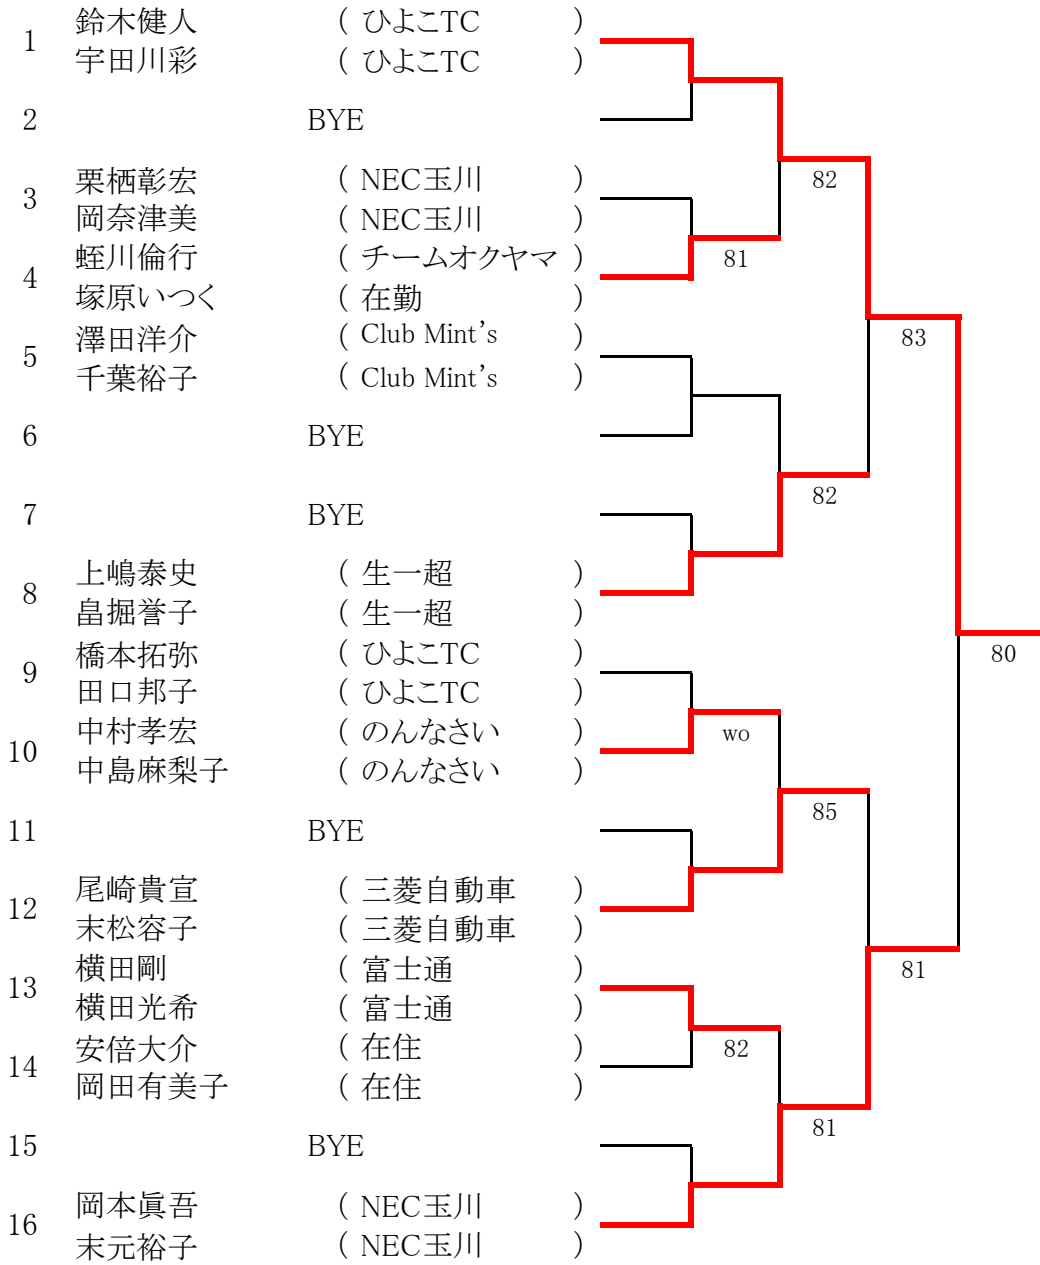 1 鈴木健人 ( ひよこTC )
宇田川彩 ( ひよこTC )
2 BYE
3 栗栖彰宏 ( NEC玉川 )
岡奈津美 ( NEC玉川 )
4 蛭川倫行 ( チームオクヤマ )
塚原いつく ( 在勤 )
5 澤田洋介 ( Club Mint's )
千葉裕子 ( Club Mint's )
6 BYE
7 BYE
8 上嶋泰史 ( 生一超 )
畠掘誉子 ( 生一超 )
9 橋本拓弥 ( ひよこTC )
田口邦子 ( ひよこTC )
10 中村孝宏 ( のんなさい )
中島麻梨子 ( のんなさい )
11 BYE
12 尾崎貴宣 ( 三菱自動車 )
末松容子 ( 三菱自動車 )
13 横田剛 ( 富士通 )
横田光希 ( 富士通 )
14 安倍大介 ( 在住 )
岡田有美子 ( 在住 )
15 BYE
16 岡本眞吾 ( NEC玉川 )
末元裕子 ( NEC玉川 )
81
wo
82
82
82
85
81
83
81
80